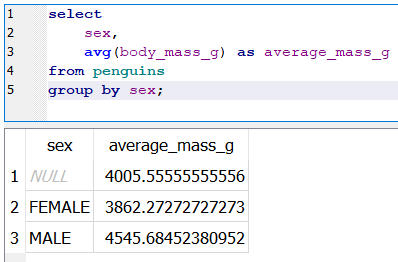 1 select
2     sex,
3     avg(body_mass_g) as average_mass_g
4 from penguins
5 group by sex;
sex average_mass_g
1 NULL 4005.55555555556
2 FEMALE 3862.27272727273
3 MALE 4545.68452380952